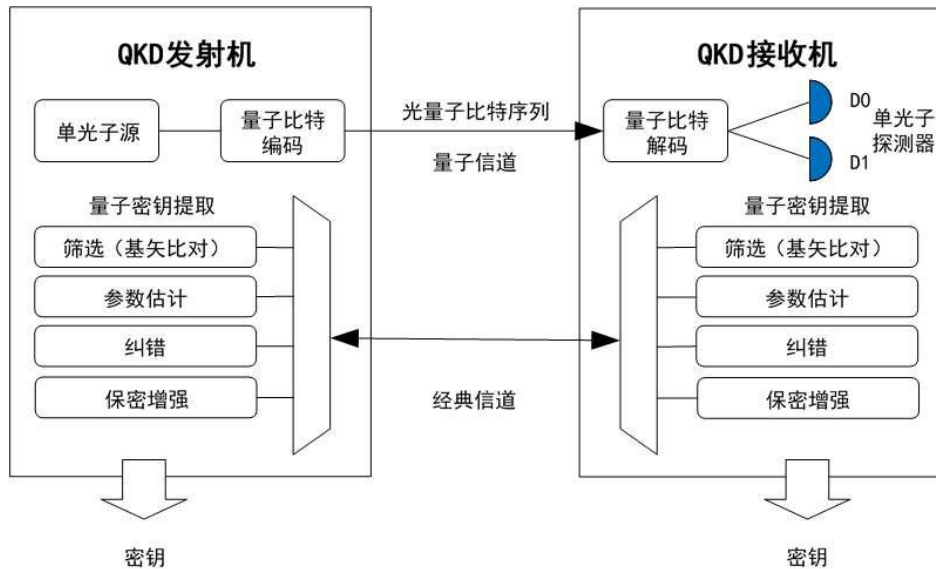 QKD发射机
单光子源
量子比特
编码
光量子比特序列
量子信道
量子密钥提取
筛选（基矢比对）
参数估计
纠错
保密增强
经典信道
密钥
QKD接收机
量子比特
解码
D0
D1
单光子
探测器
量子密钥提取
筛选（基矢比对）
参数估计
纠错
保密增强
密钥